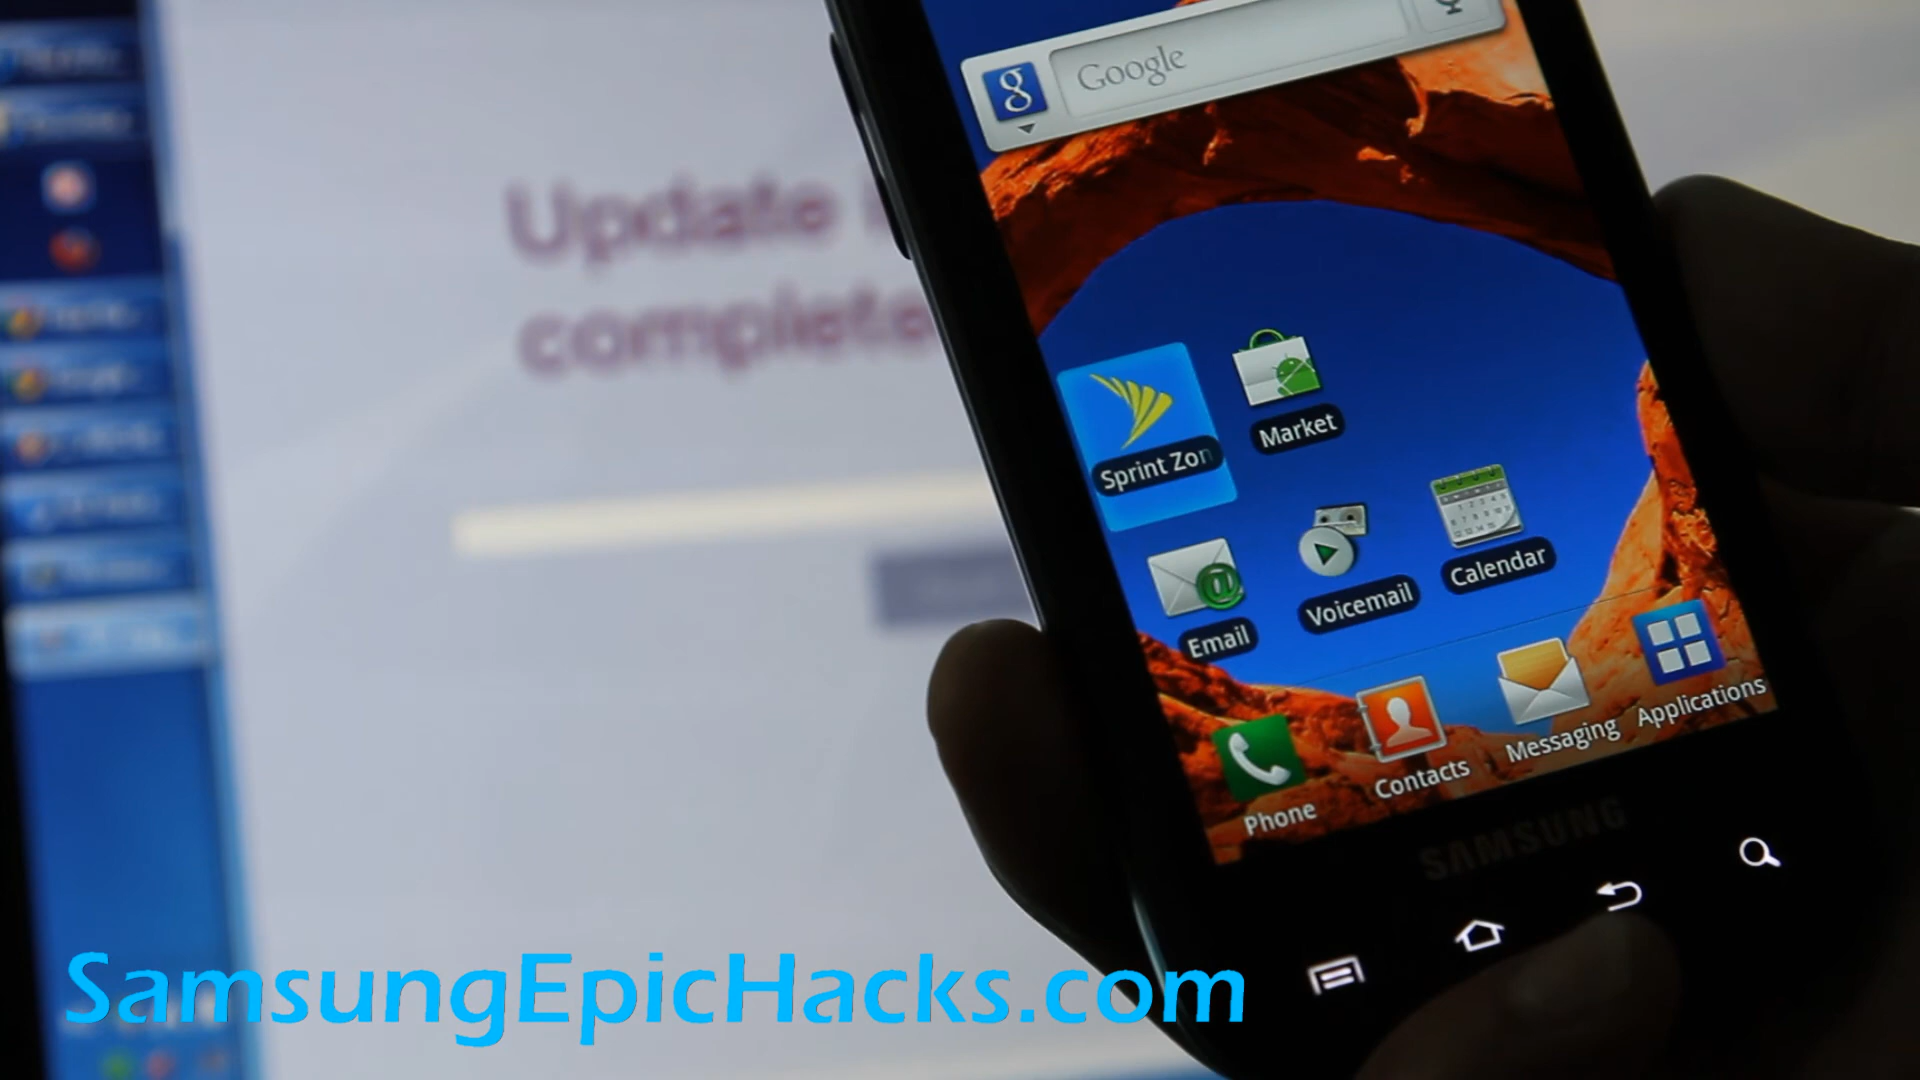 Google
Update
complete
Sprint Zon
Market
Email
Voicemail
Calendar
Phone
Contacts
Messaging
Applications
SAMSUNG
SamsungEpicHacks.com